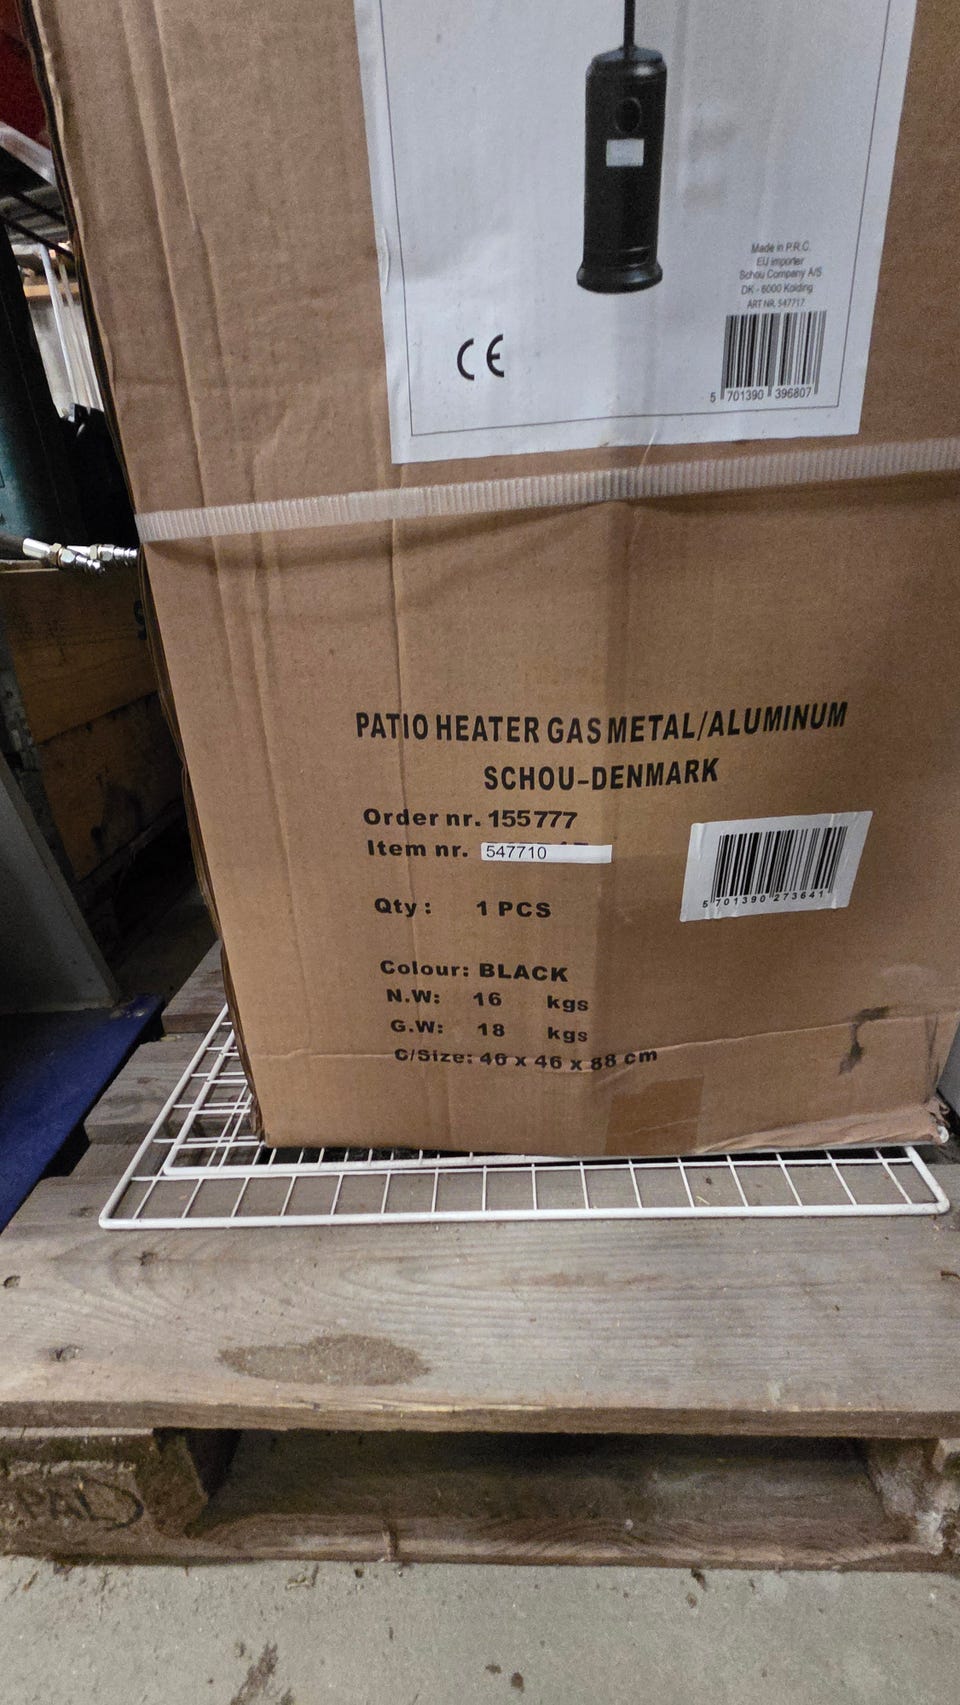 Made in P.R.C.
EU importer
Schou Company A/S
DK - 6000 Kolding
ART NR. 547717
CE
5 701390 396807
PATIO HEATER GAS METAL/ALUMINUM
SCHOU-DENMARK
Order nr. 155777
Item nr. 547710
5 701390 273641
Qty: 1 PCS
Colour: BLACK
N.W: 16 kgs
G.W: 18 kgs
C/Size: 46 x 46 x 88 cm
PAL